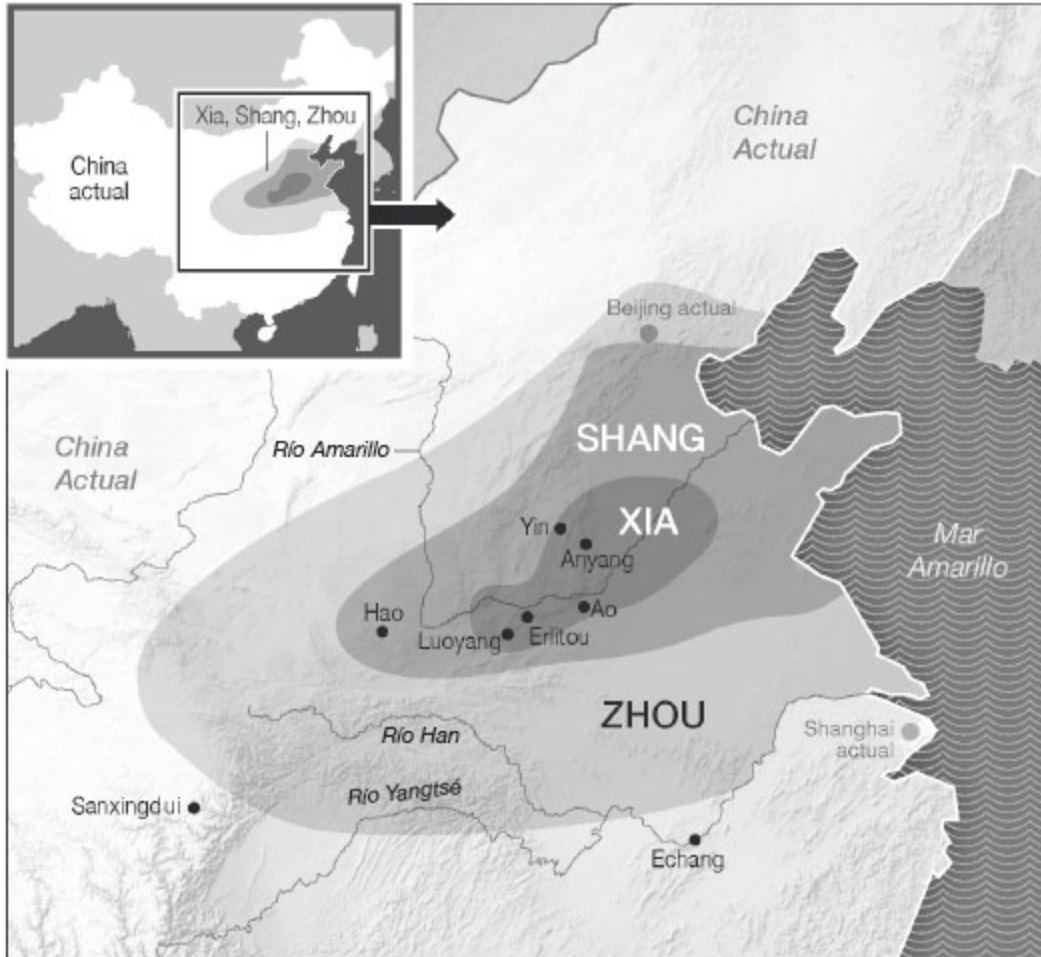 Xia, Shang, Zhou
China
actual
China
Actual
Beijing actual
China
Actual
Río Amarillo
SHANG
XIA
Yin
Anyang
Mar
Amarillo
Hao
Ao
Luoyang
Erlitou
ZHOU
Río Han
Shanghai
actual
Río Yangtsé
Sanxingdui
Echang